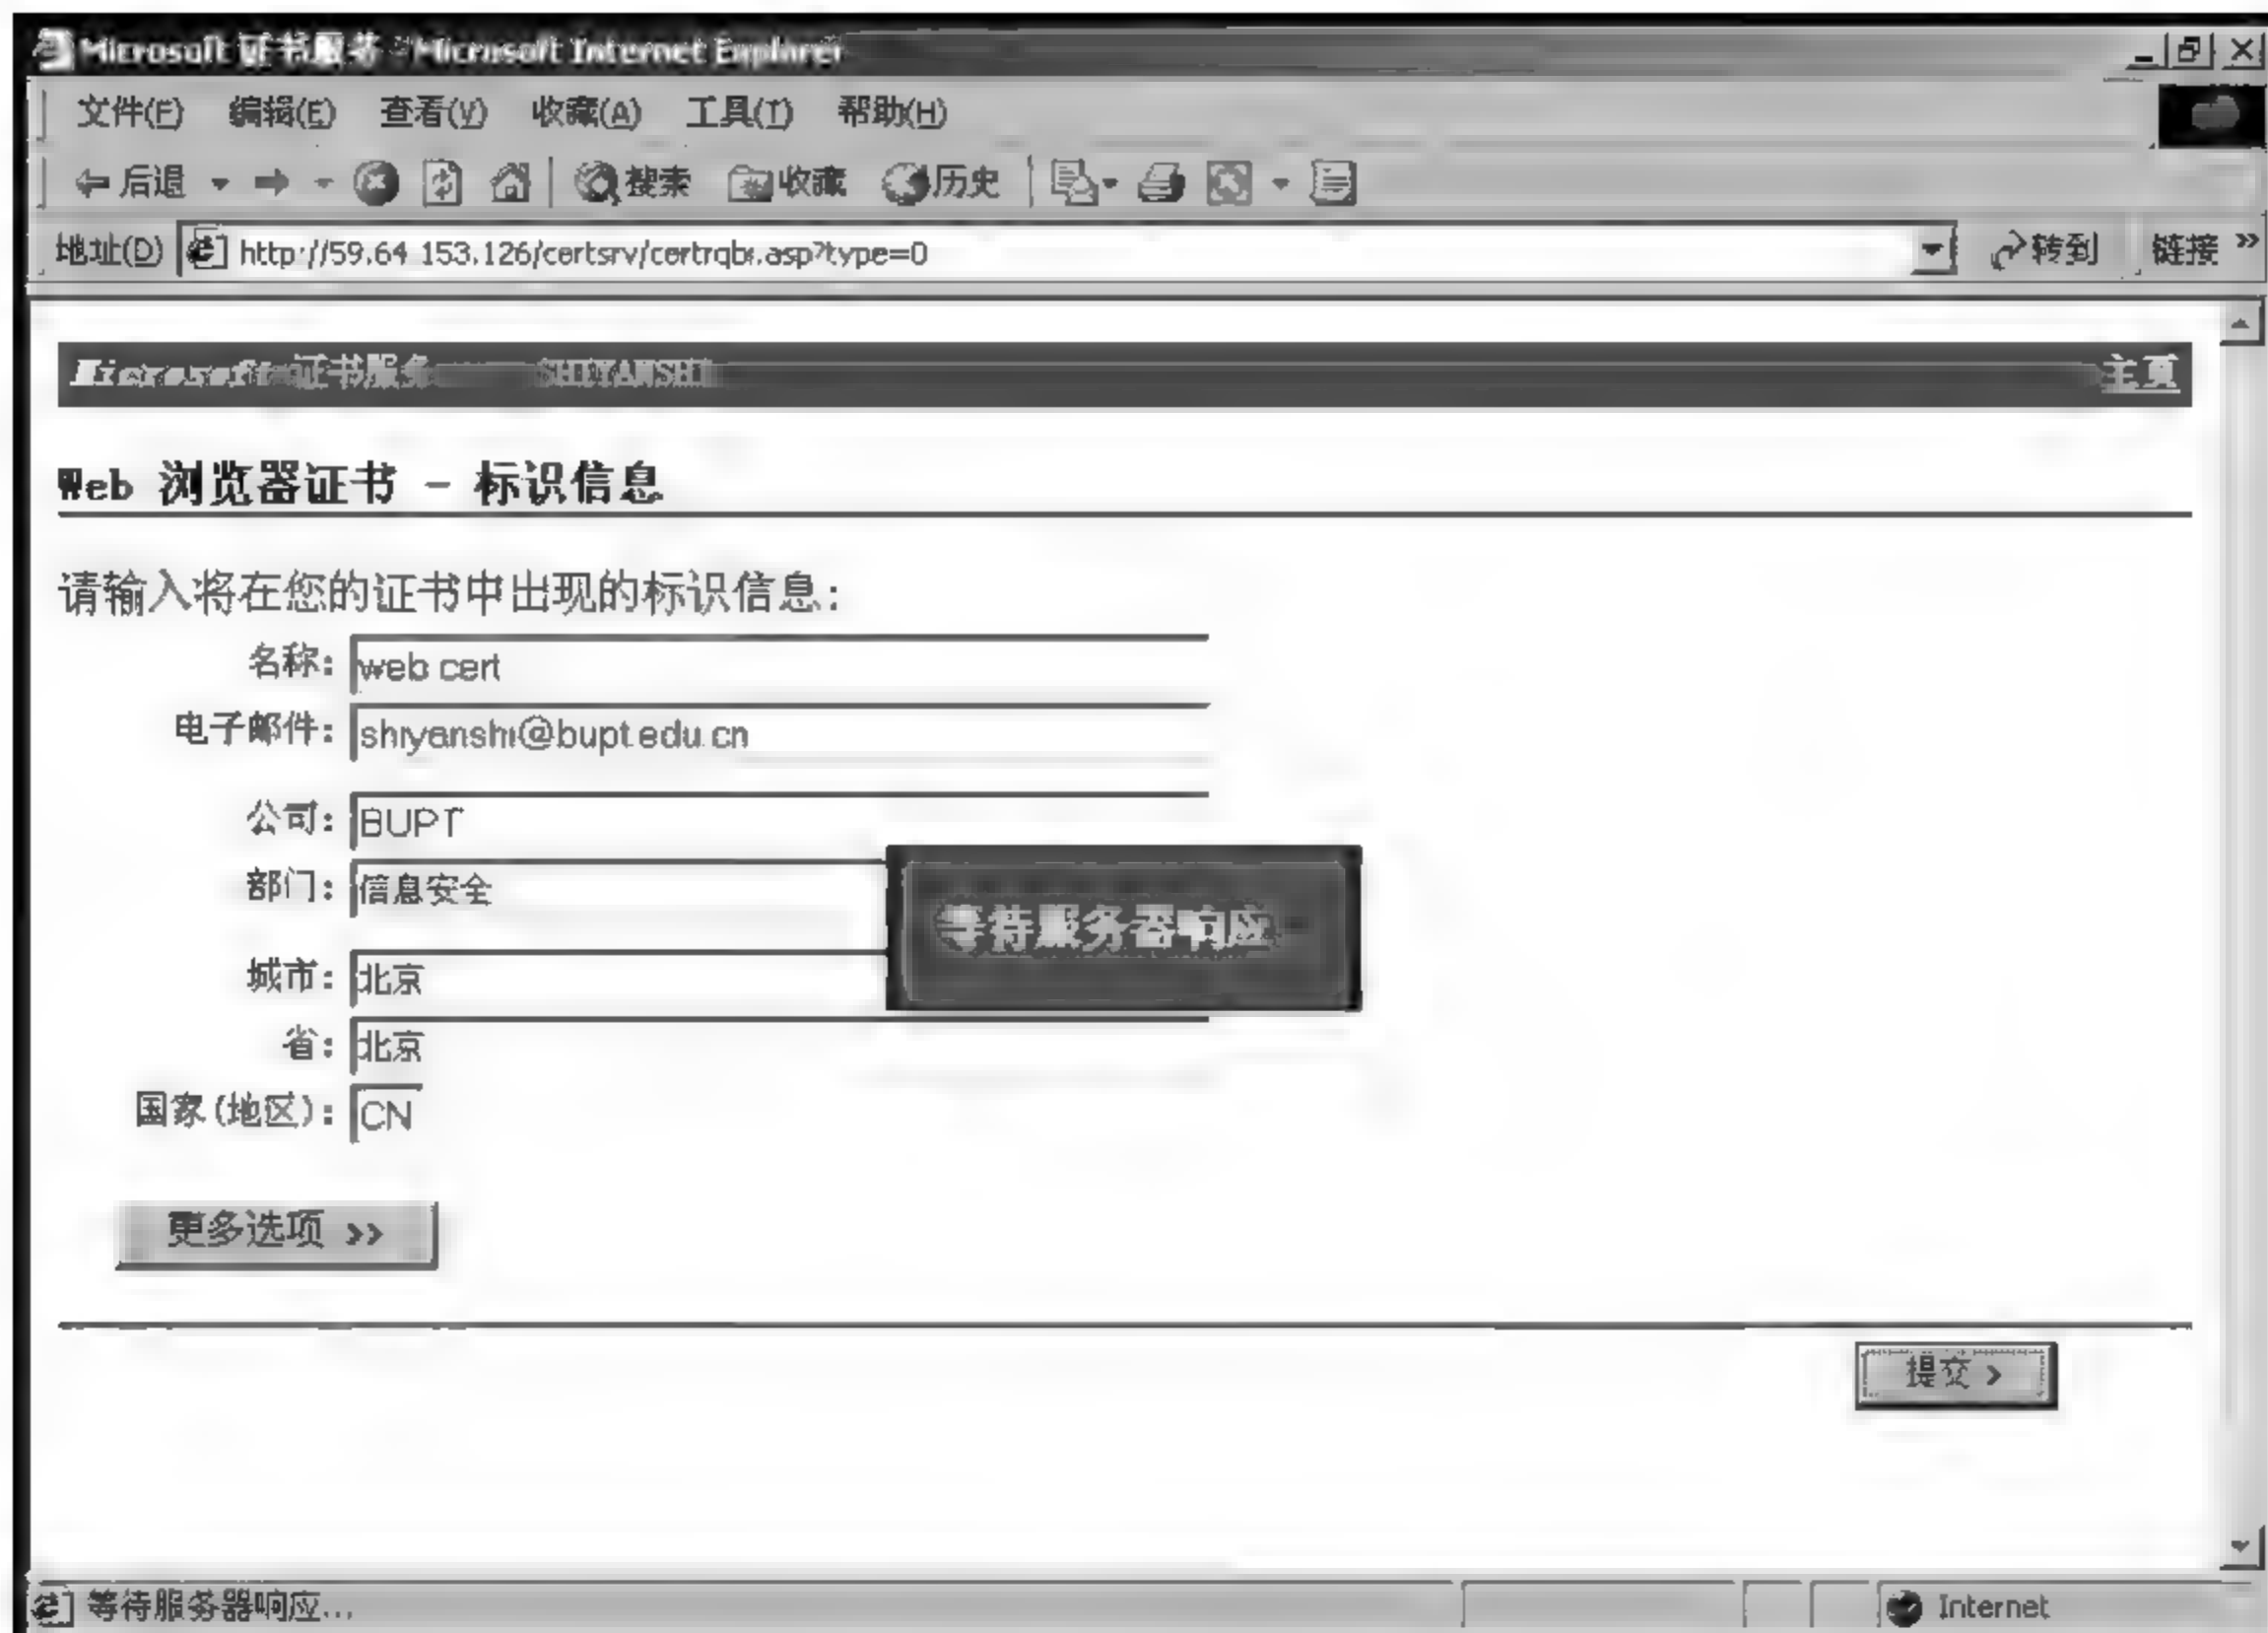 Microsoft 证书服务 - Microsoft Internet Explorer
文件(F) 编辑(E) 查看(V) 收藏(A) 工具(T) 帮助(H)
后退 搜索 收藏 历史
地址(D) http://59.64.153.126/certsrv/certrqbi.asp?type=0 转到 链接 »
Microsoft 证书服务 -- SHIYANSHI 主页
Web 浏览器证书 - 标识信息
请输入将在您的证书中出现的标识信息:
名称: web cert
电子邮件: shiyanshi@bupt.edu.cn
公司: BUPT
部门: 信息安全
等待服务器响应
城市: 北京
省: 北京
国家(地区): CN
更多选项 >>
提交 >
等待服务器响应... Internet